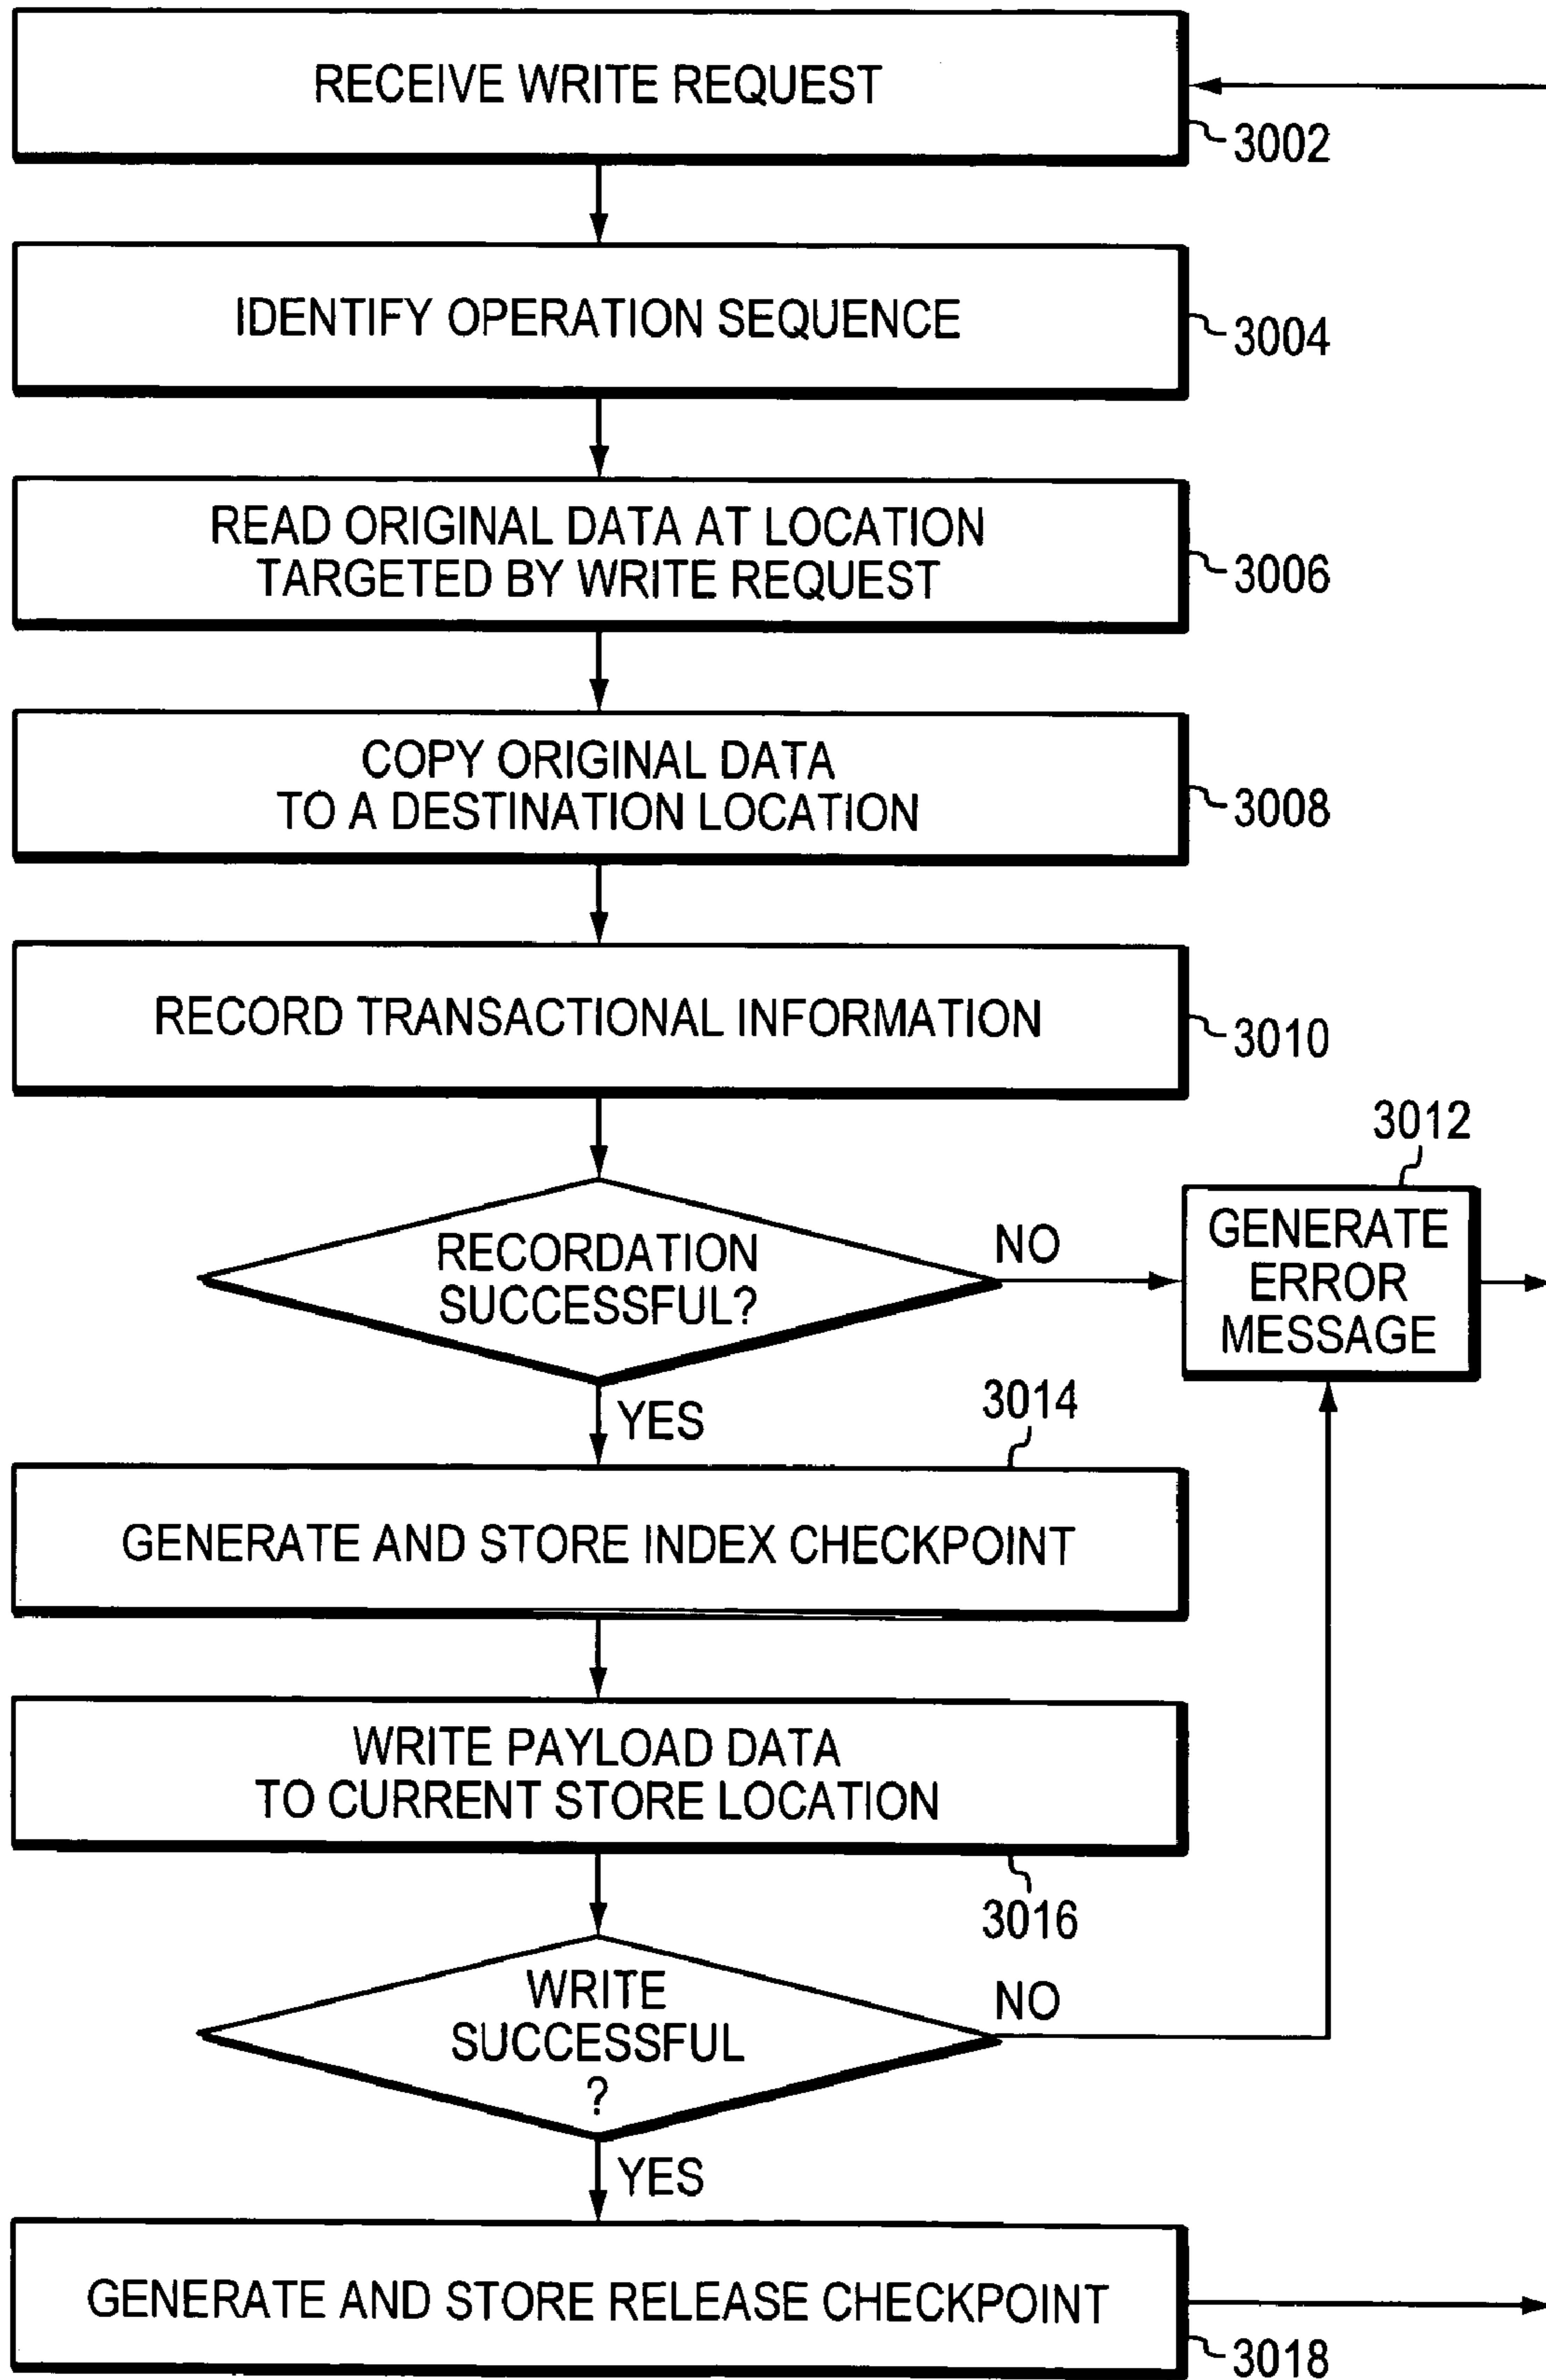 RECEIVE WRITE REQUEST
3002
IDENTIFY OPERATION SEQUENCE
3004
READ ORIGINAL DATA AT LOCATION
TARGETED BY WRITE REQUEST
3006
COPY ORIGINAL DATA
TO A DESTINATION LOCATION
3008
RECORD TRANSACTIONAL INFORMATION
3010
RECORDATION
SUCCESSFUL?
NO
3012
GENERATE
ERROR
MESSAGE
YES
3014
GENERATE AND STORE INDEX CHECKPOINT
WRITE PAYLOAD DATA
TO CURRENT STORE LOCATION
3016
WRITE
SUCCESSFUL
?
NO
YES
GENERATE AND STORE RELEASE CHECKPOINT
3018